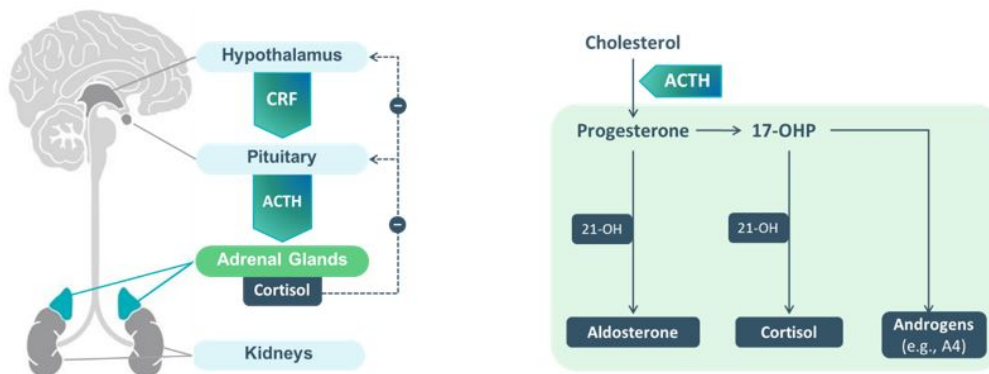 Hypothalamus
CRF
−
Pituitary
ACTH
−
Adrenal Glands
Cortisol
Kidneys
Cholesterol
ACTH
Progesterone
17-OHP
21-OH
21-OH
Aldosterone
Cortisol
Androgens
(e.g., A4)